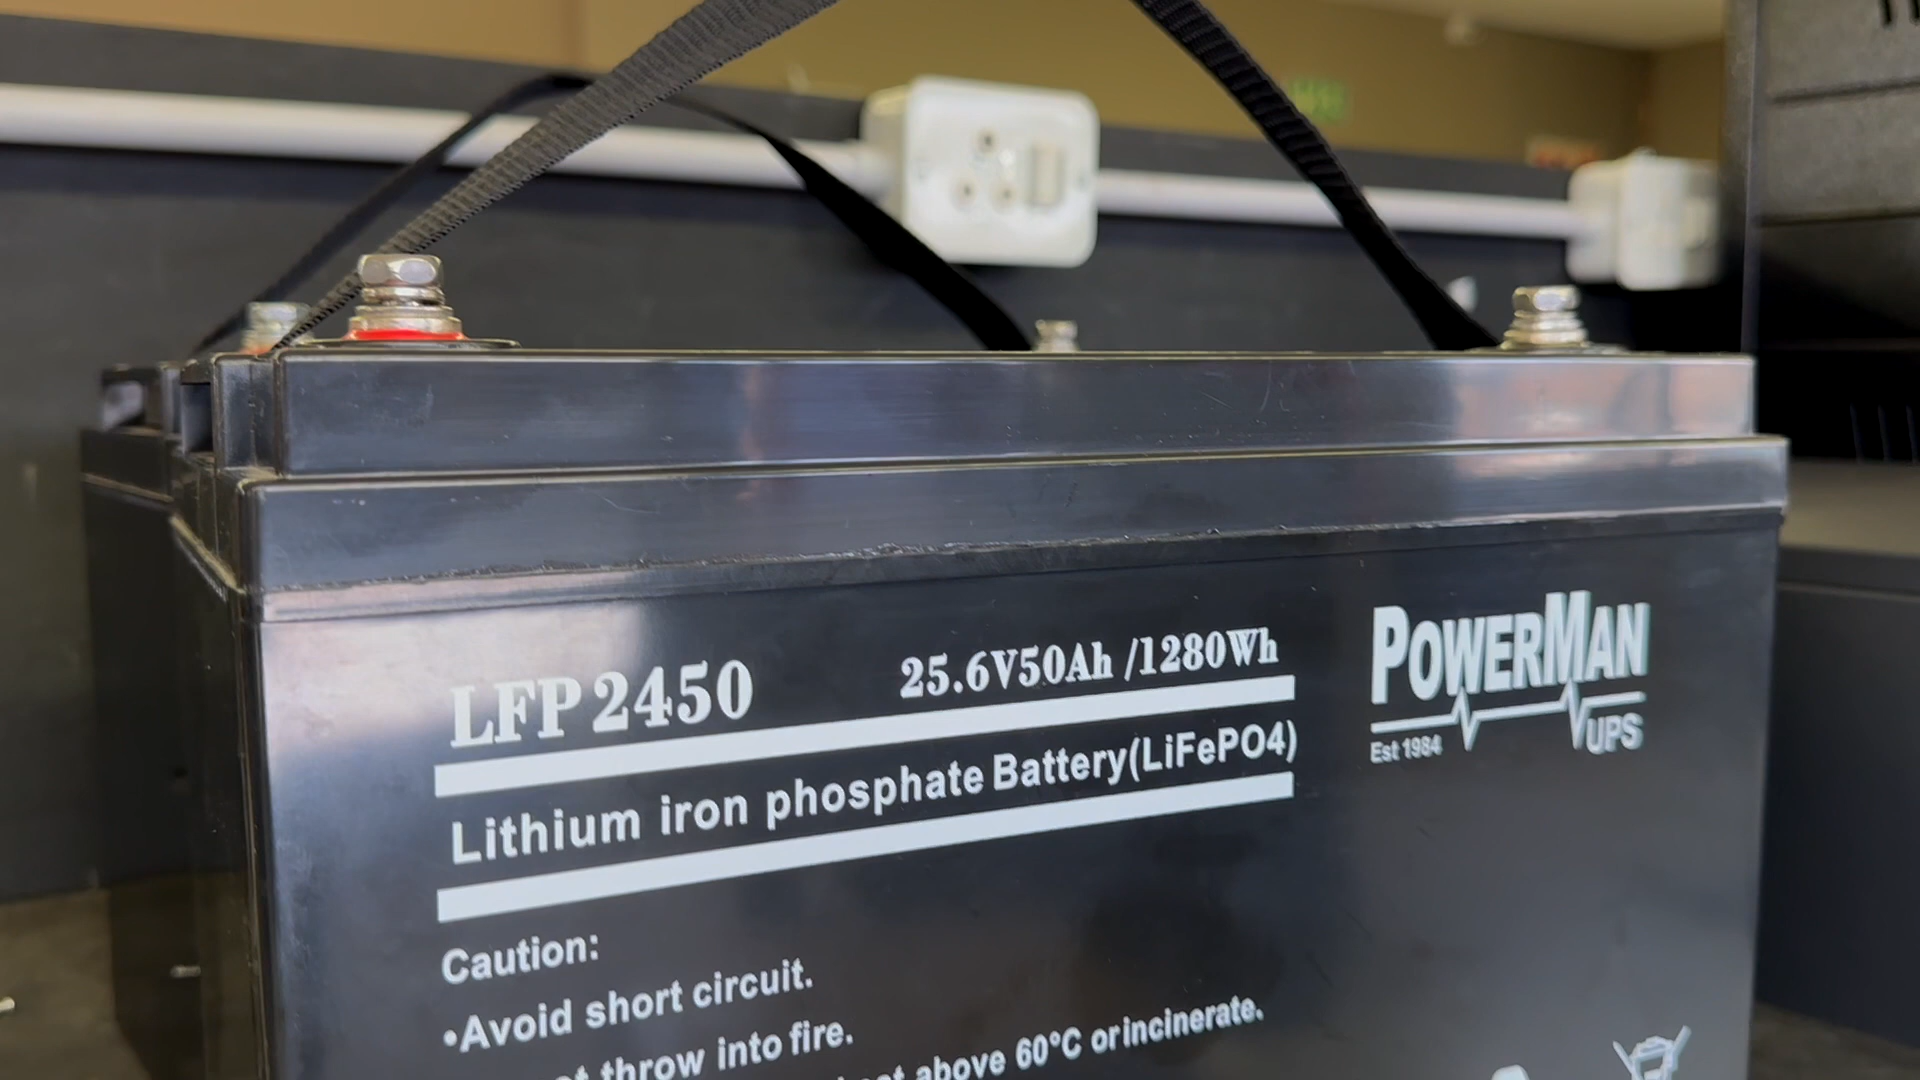 LFP 2450
25.6V50Ah /1280Wh
Lithium iron phosphate Battery(LiFePO4)
POWERMAN
Est 1984
UPS
Caution:
•Avoid short circuit.
throw into fire.
above 60°C or incinerate.